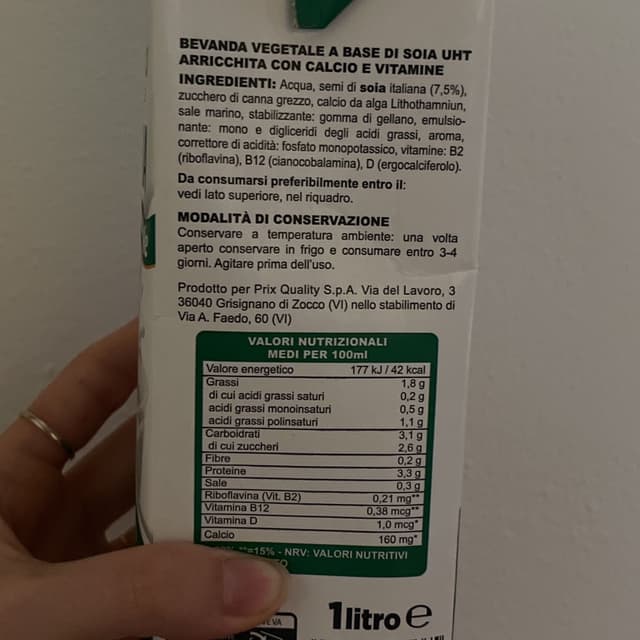 BEVANDA VEGETALE A BASE DI SOIA UHT
ARRICCHITA CON CALCIO E VITAMINE
INGREDIENTI: Acqua, semi di soia italiana (7,5%),
zucchero di canna grezzo, calcio da alga Lithothamniun,
sale marino, stabilizzante: gomma di gellano, emulsio-
nante: mono e digliceridi degli acidi grassi, aroma,
correttore di acidità: fosfato monopotassico, vitamine: B2
(riboflavina), B12 (cianocobalamina), D (ergocalciferolo).
Da consumarsi preferibilmente entro il:
vedi lato superiore, nel riquadro.
MODALITÀ DI CONSERVAZIONE
Conservare a temperatura ambiente: una volta
aperto conservare in frigo e consumare entro 3-4
giorni. Agitare prima dell'uso.
Prodotto per Prix Quality S.p.A. Via del Lavoro, 3
36040 Grisignano di Zocco (VI) nello stabilimento di
Via A. Faedo, 60 (VI)
VALORI NUTRIZIONALI
MEDI PER 100ml
Valore energetico 177 kJ / 42 kcal
Grassi 1,8 g
di cui acidi grassi saturi 0,2 g
acidi grassi monoinsaturi 0,5 g
acidi grassi polinsaturi 1,1 g
Carboidrati 3,1 g
di cui zuccheri 2,6 g
Fibre 0,2 g
Proteine 3,3 g
Sale 0,3 g
Riboflavina (Vit. B2) 0,21 mg**
Vitamina B12 0,38 mcg**
Vitamina D 1,0 mcg*
Calcio 160 mg*
**=15% - NRV: VALORI NUTRITIVI
1 litro e